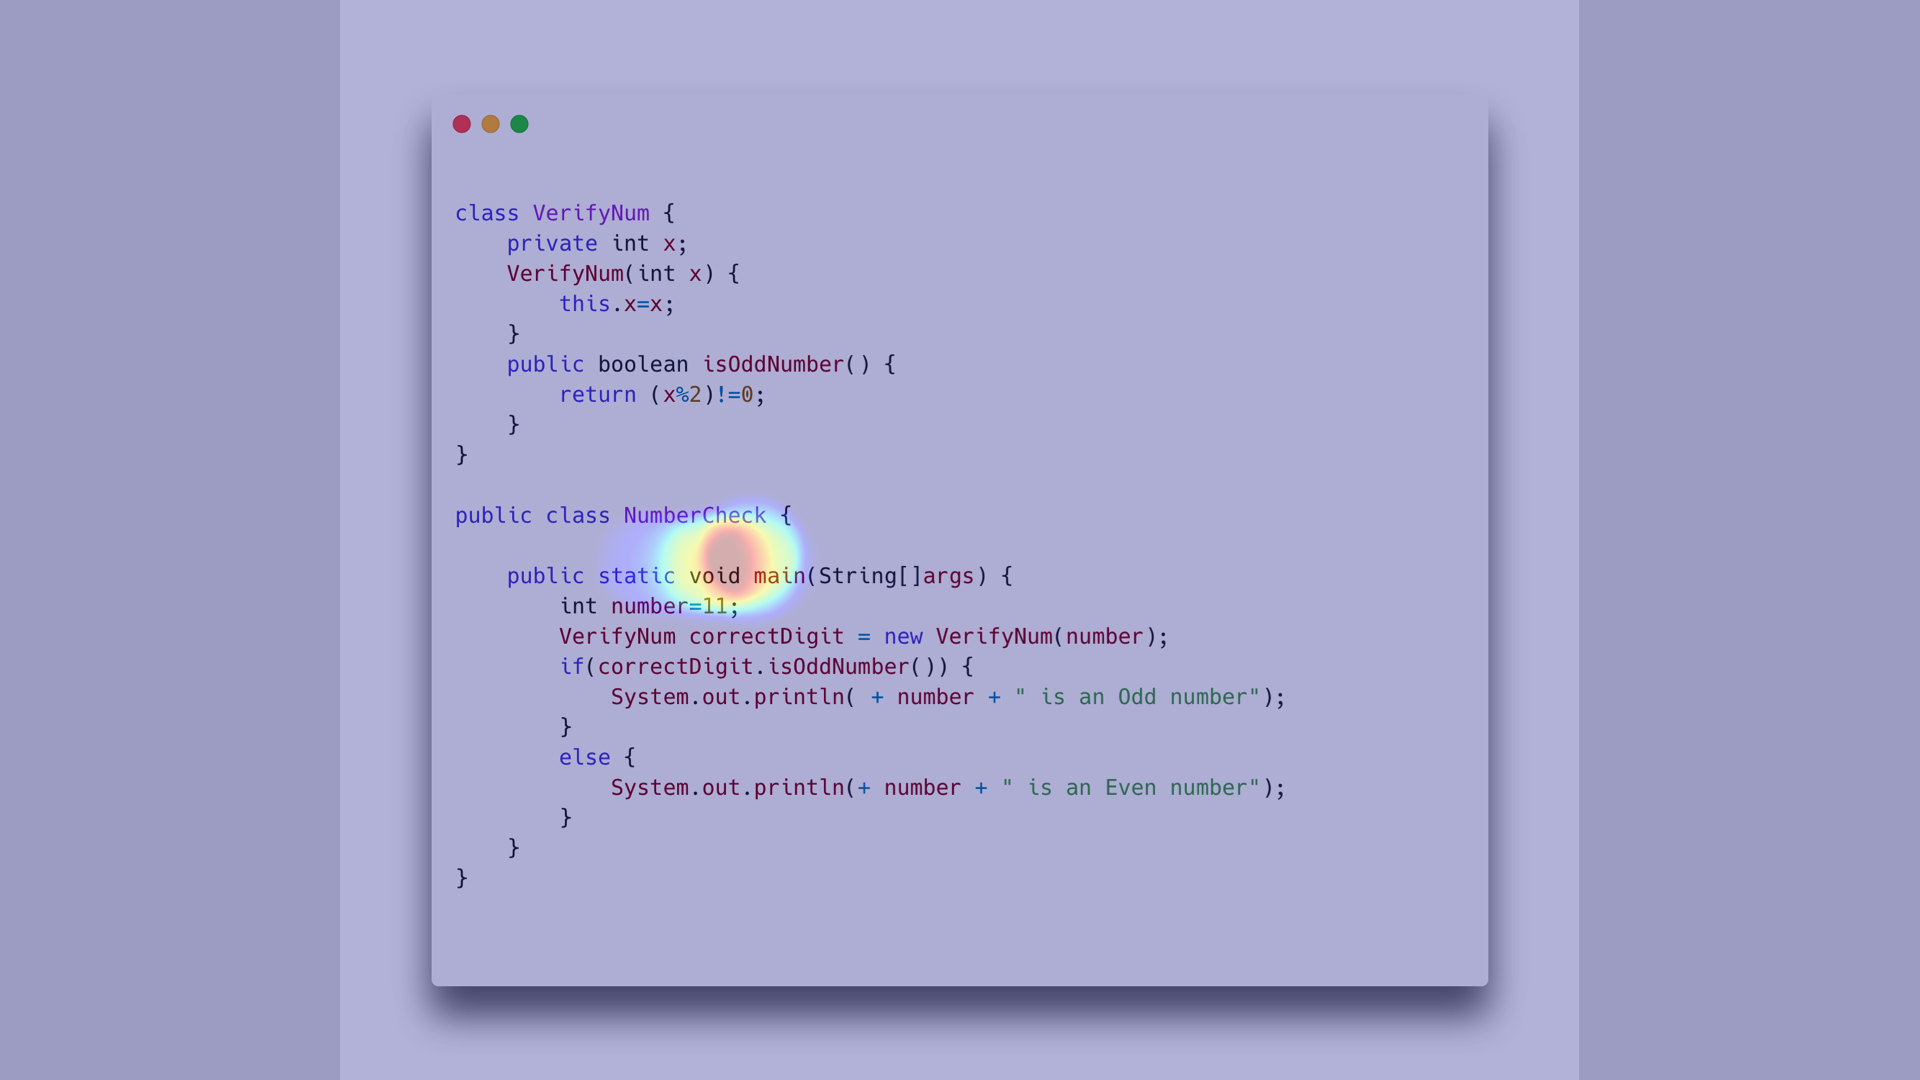 class VerifyNum {
private int x;
VerifyNum(int x) {
this.x=x;
}
public boolean isOddNumber() {
return (x%2)!=0;
}
}
public class NumberCheck {
public static void main(String[]args) {
int number=11;
VerifyNum correctDigit = new VerifyNum(number);
if(correctDigit.isOddNumber()) {
System.out.println( + number + " is an Odd number");
}
else {
System.out.println(+ number + " is an Even number");
}
}
}